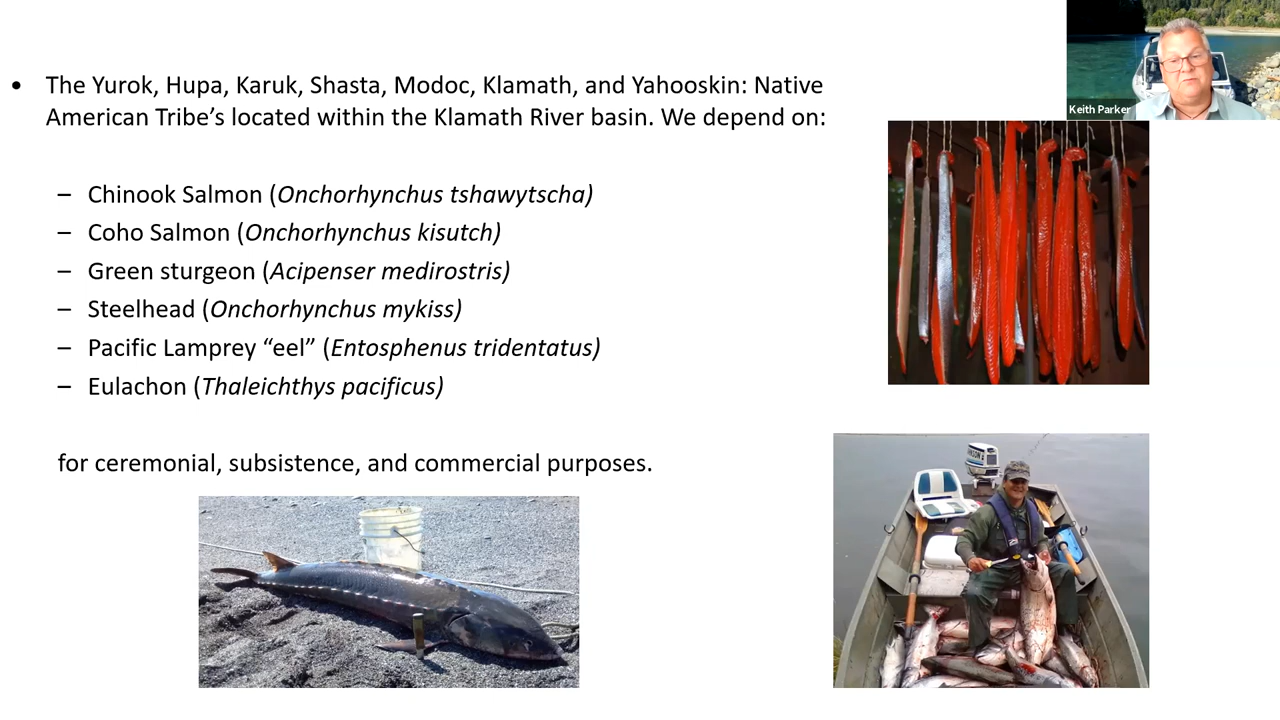 • The Yurok, Hupa, Karuk, Shasta, Modoc, Klamath, and Yahooskin: Native
American Tribe’s located within the Klamath River basin. We depend on:
– Chinook Salmon (Onchorhynchus tshawytscha)
– Coho Salmon (Onchorhynchus kisutch)
– Green sturgeon (Acipenser medirostris)
– Steelhead (Onchorhynchus mykiss)
– Pacific Lamprey “eel” (Entosphenus tridentatus)
– Eulachon (Thaleichthys pacificus)
for ceremonial, subsistence, and commercial purposes.
Keith Parker